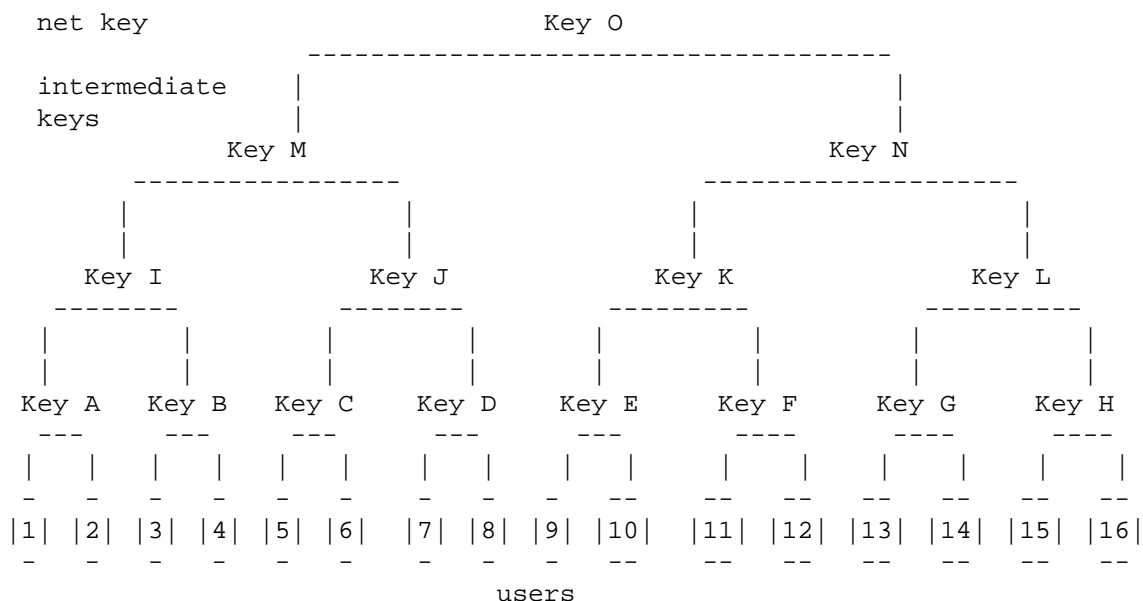 net key Key O
intermediate
keys
Key M Key N
Key I Key J Key K Key L
Key A Key B Key C Key D Key E Key F Key G Key H
|1| |2| |3| |4| |5| |6| |7| |8| |9| |10| |11| |12| |13| |14| |15| |16|
users